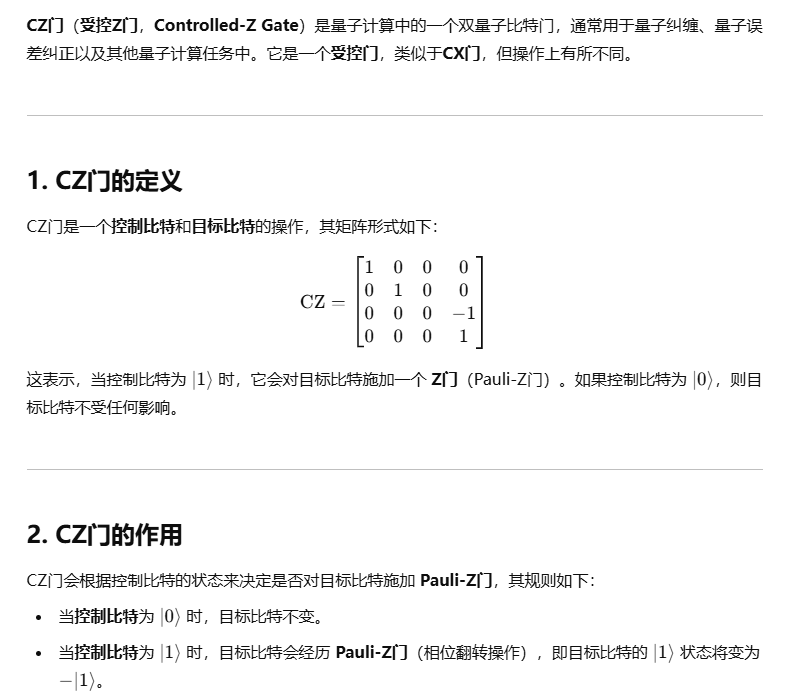 CZ门（受控Z门，Controlled-Z Gate）是量子计算中的一个双量子比特门，通常用于量子纠缠、量子误
差纠正以及其他量子计算任务中。它是一个受控门，类似于CX门，但操作上有所不同。
1. CZ门的定义
CZ门是一个控制比特和目标比特的操作，其矩阵形式如下：
1 0 0 0
0 1 0 0
CZ =
0 0 0 −1
0 0 0 1
这表示，当控制比特为 |1⟩ 时，它会对目标比特施加一个 Z门（Pauli-Z门）。如果控制比特为 |0⟩，则目
标比特不受任何影响。
2. CZ门的作用
CZ门会根据控制比特的状态来决定是否对目标比特施加 Pauli-Z门，其规则如下：
• 当控制比特为 |0⟩ 时，目标比特不变。
• 当控制比特为 |1⟩ 时，目标比特会经历 Pauli-Z门（相位翻转操作），即目标比特的 |1⟩ 状态将变为
−|1⟩。